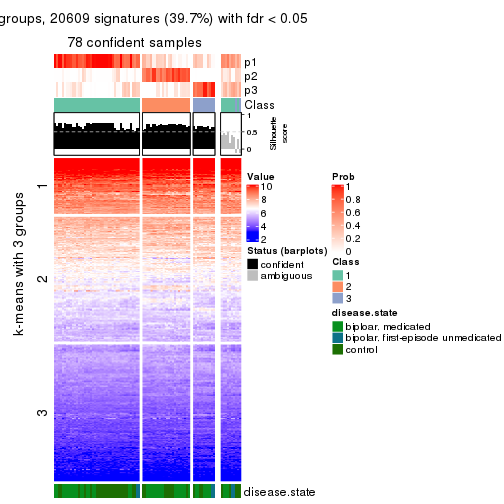 groups, 20609 signatures (39.7%) with fdr < 0.05
78 confident samples
p1
p2
p3
Class
1
0.5
0
Silhouette
score
k-means with 3 groups
1
2
3
Value
10
8
6
4
2
Status (barplots)
confident
ambiguous
Prob
1
0.8
0.6
0.4
0.2
0
Class
1
2
3
disease.state
biploar. medicated
bipolar. first-episode unmedicated
control
disease.state